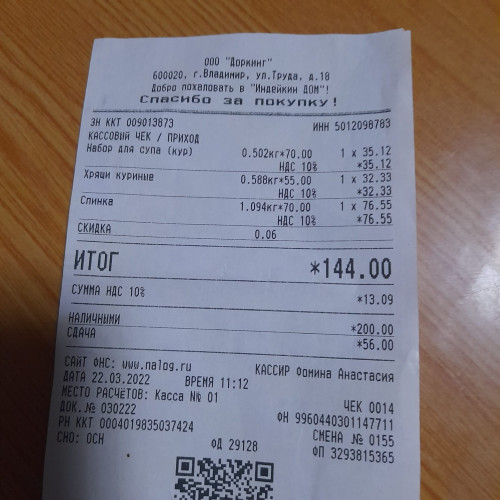 ООО "Доркинг"
600020, г.Владимир, ул.Труда, д.18
Добро пожаловать в "Индейкин ДОМ"!
Спасибо за покупку!
ЗН ККТ 009013873 ИНН 5012098783
КАССОВЫЙ ЧЕК / ПРИХОД
Набор для супа (кур) 0.502кг*70.00 1 x 35.12
НДС 10% *35.12
Хрящи куриные 0.588кг*55.00 1 x 32.33
НДС 10% *32.33
Спинка 1.094кг*70.00 1 x 76.55
НДС 10% *76.55
СКИДКА 0.06
ИТОГ *144.00
СУММА НДС 10% *13.09
НАЛИЧНЫМИ *200.00
СДАЧА *56.00
САЙТ ФНС: www.nalog.ru КАССИР Фомина Анастасия
ДАТА 22.03.2022 ВРЕМЯ 11:12
МЕСТО РАСЧЕТОВ: Касса № 01 ЧЕК 0014
ДОК.№ 030222 ФН 9960440301147711
РН ККТ 0004019835037424 СМЕНА № 0155
СНО: ОСН ФД 29128 ФП 3293815365